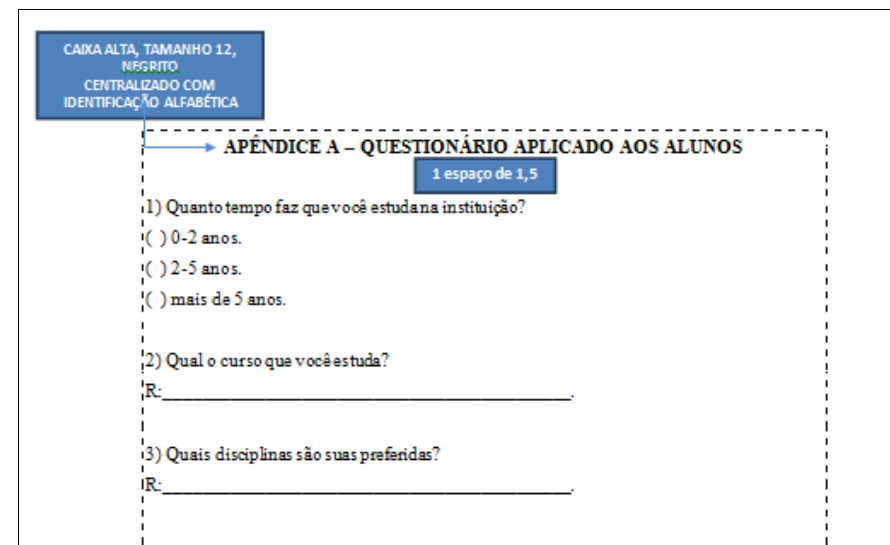 CAIXA ALTA, TAMANHO 12,
NEGRITO
CENTRALIZADO COM
IDENTIFICAÇÃO ALFABÉTICA
APÊNDICE A – QUESTIONÁRIO APLICADO AOS ALUNOS
1 espaço de 1,5
1) Quanto tempo faz que você estuda na instituição?
( ) 0-2 anos.
( ) 2-5 anos.
( ) mais de 5 anos.
2) Qual o curso que você estuda?
R:_______________________________________________.
3) Quais disciplinas são suas preferidas?
R:_______________________________________________.